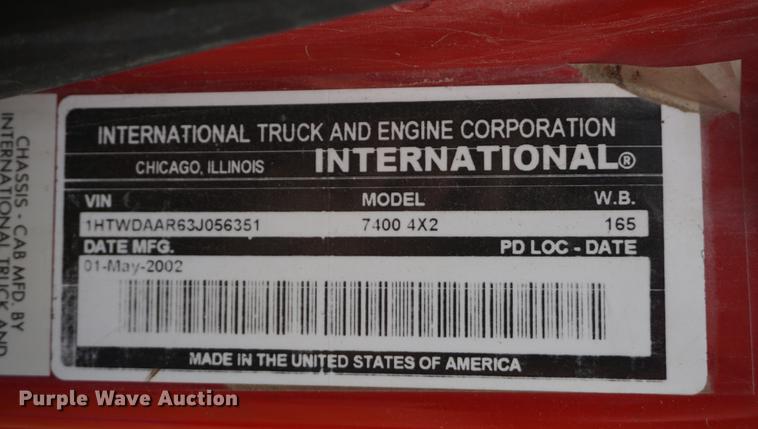 CHASSIS - CAB MFD. BY
INTERNATIONAL TRUCK AND
INTERNATIONAL TRUCK AND ENGINE CORPORATION
CHICAGO, ILLINOIS INTERNATIONAL®
VIN MODEL W.B.
1HTWDAAR63J056351 7400 4X2 165
DATE MFG. PD LOC - DATE
01-May-2002
MADE IN THE UNITED STATES OF AMERICA
Purple Wave Auction